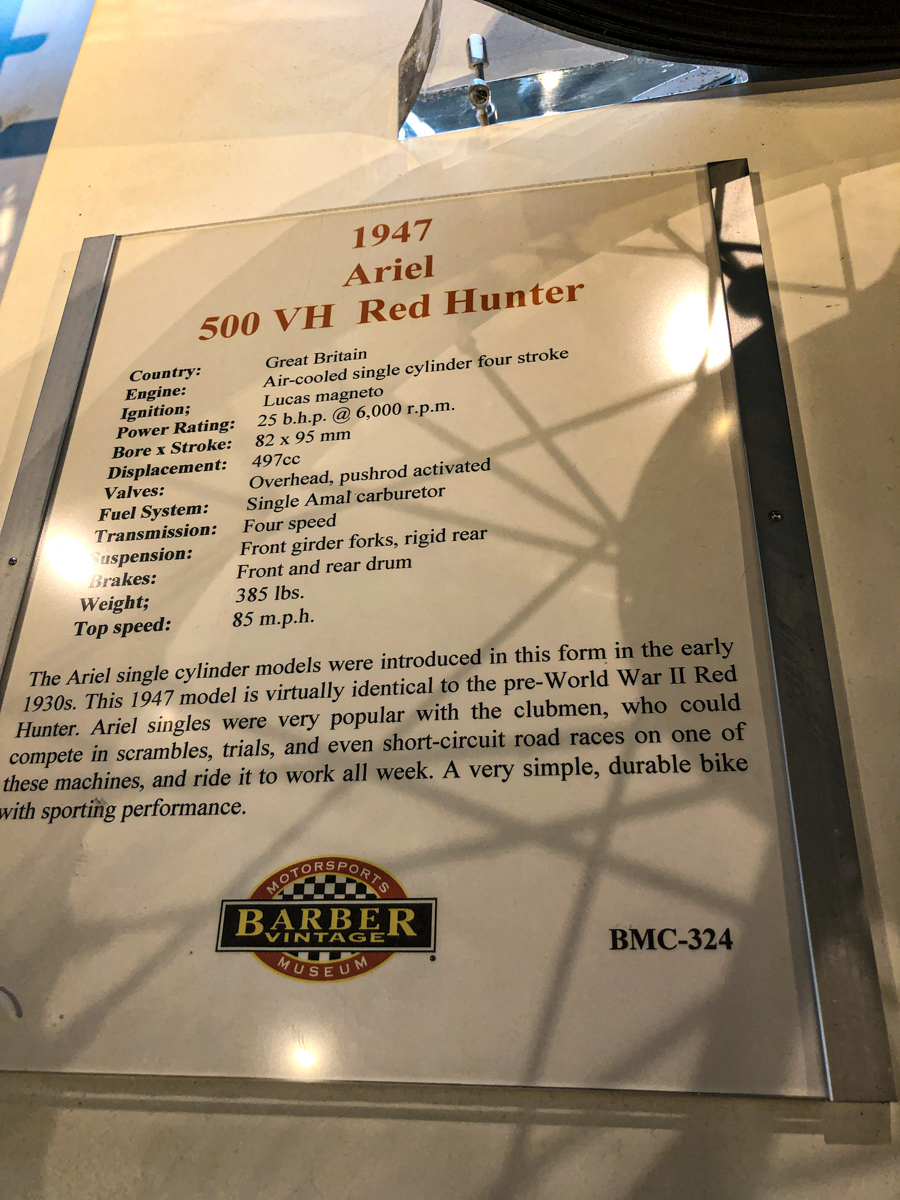 1947
Ariel
500 VH Red Hunter
Country: Great Britain
Engine: Air-cooled single cylinder four stroke
Ignition; Lucas magneto
Power Rating: 25 b.h.p. @ 6,000 r.p.m.
Bore x Stroke: 82 x 95 mm
Displacement: 497cc
Valves: Overhead, pushrod activated
Fuel System: Single Amal carburetor
Transmission: Four speed
Suspension: Front girder forks, rigid rear
Brakes: Front and rear drum
Weight; 385 lbs.
Top speed: 85 m.p.h.
The Ariel single cylinder models were introduced in this form in the early
1930s. This 1947 model is virtually identical to the pre-World War II Red
Hunter. Ariel singles were very popular with the clubmen, who could
compete in scrambles, trials, and even short-circuit road races on one of
these machines, and ride it to work all week. A very simple, durable bike
with sporting performance.
MOTORSPORTS
BARBER
VINTAGE
MUSEUM
BMC-324